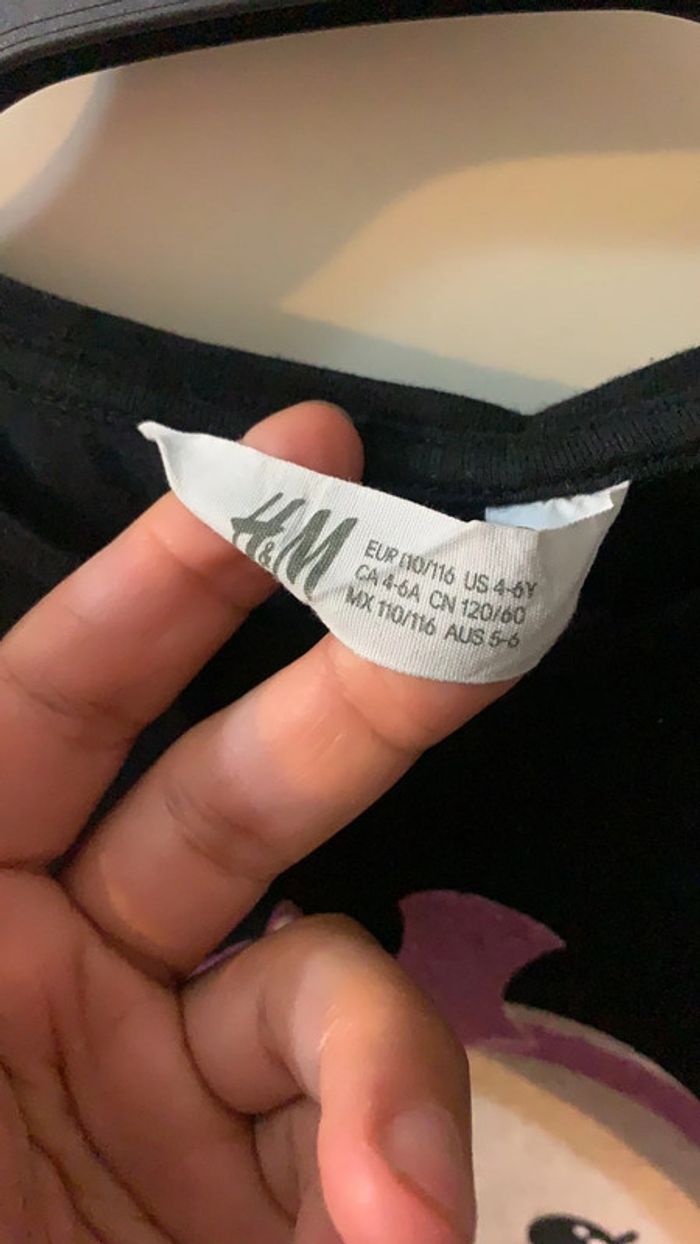 H&M
EUR 110/116 US 4-6Y
CA 4-6A CN 120/60
MX 110/116 AUS 5-6